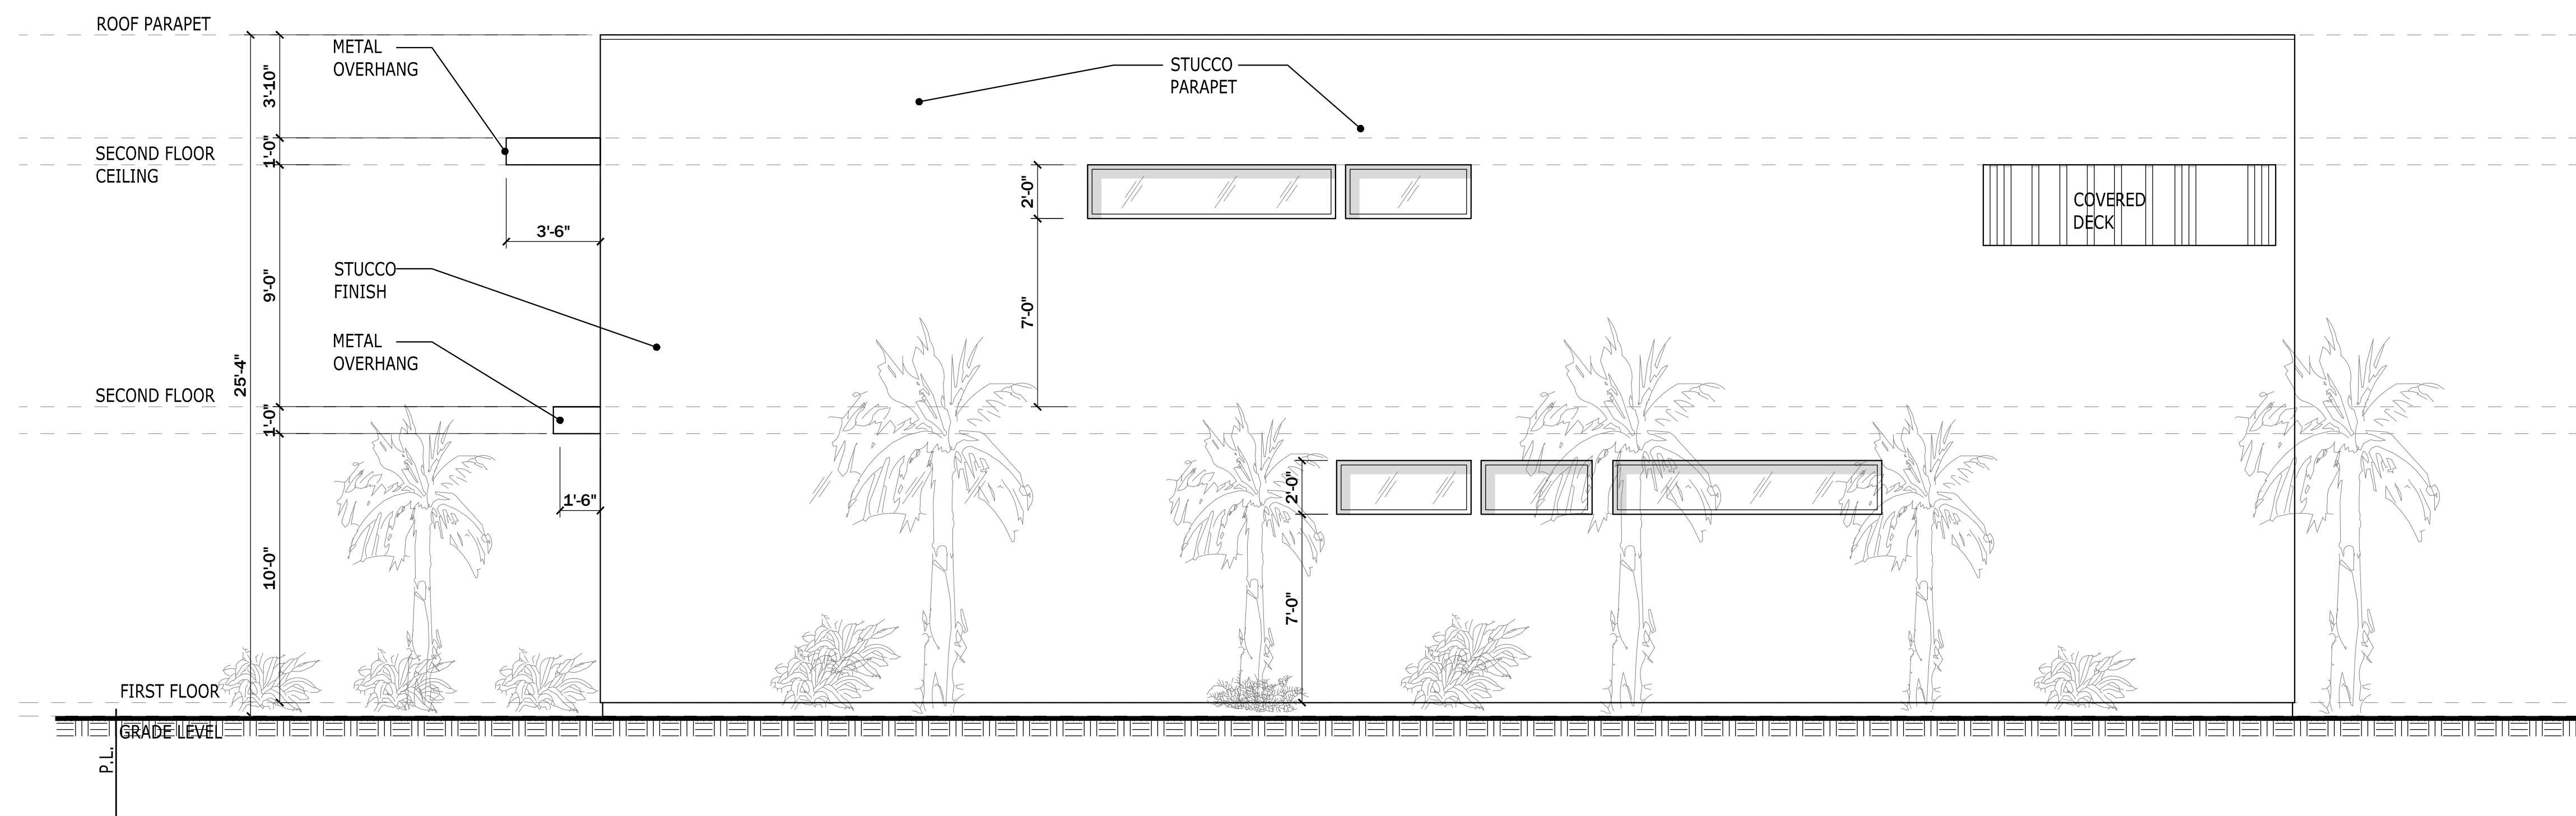 ROOF PARAPET
METAL
OVERHANG
STUCCO
PARAPET
3'-10"
1'-0"
SECOND FLOOR
CEILING
2'-0"
COVERED
DECK
3'-6"
STUCCO
FINISH
9'-0"
7'-0"
METAL
OVERHANG
25'-4"
SECOND FLOOR
1'-0"
2'-0"
1'-6"
10'-0"
7'-0"
FIRST FLOOR
GRADE LEVEL
P.L.